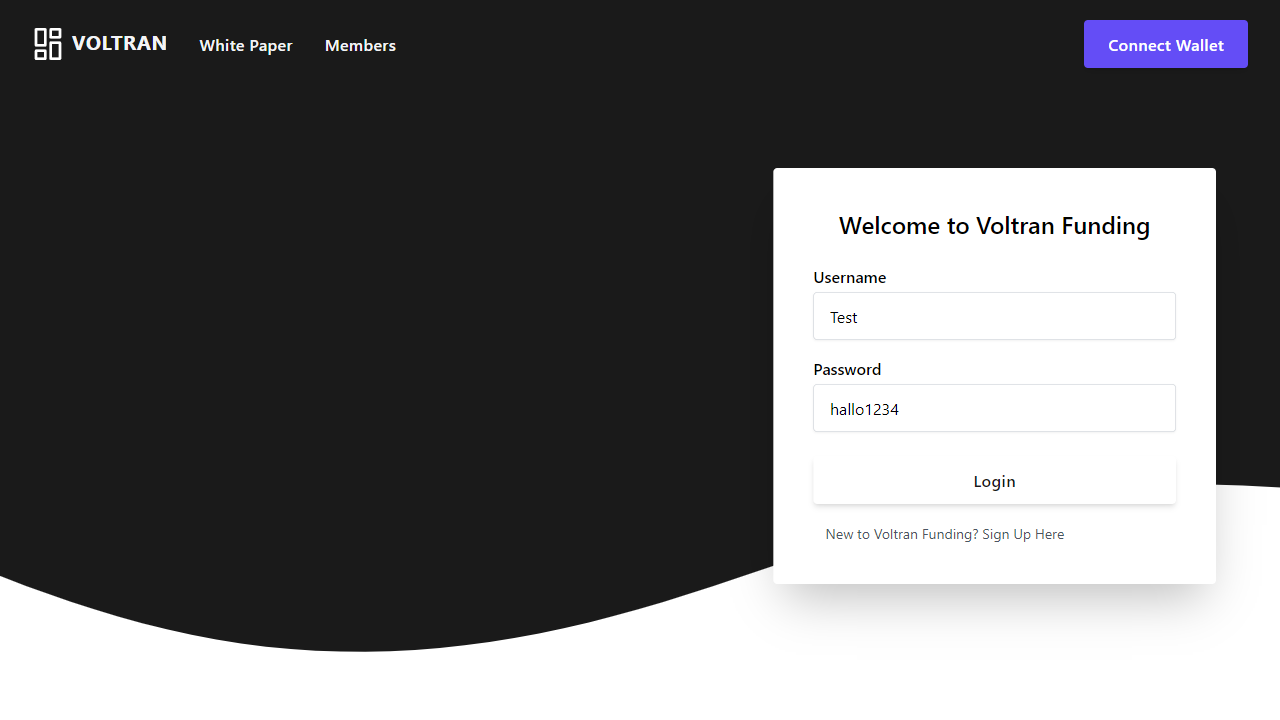 VOLTRAN
White Paper
Members
Connect Wallet
Welcome to Voltran Funding
Username
Test
Password
hallo1234
Login
New to Voltran Funding? Sign Up Here